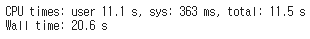 CPU times: user 11.1 s, sys: 363 ms, total: 11.5 s
Wall time: 20.6 s